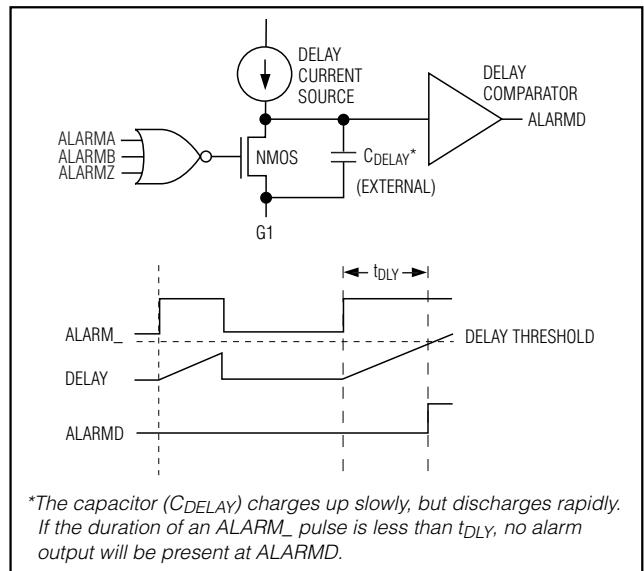 DELAY
CURRENT
SOURCE
DELAY
COMPARATOR
ALARMA
ALARMB
ALARMZ
NMOS
CDELAY*
(EXTERNAL)
ALARMD
G1
tDLY
ALARM_
DELAY THRESHOLD
DELAY
ALARMD
*The capacitor (CDELAY) charges up slowly, but discharges rapidly.
If the duration of an ALARM_ pulse is less than tDLY, no alarm
output will be present at ALARMD.